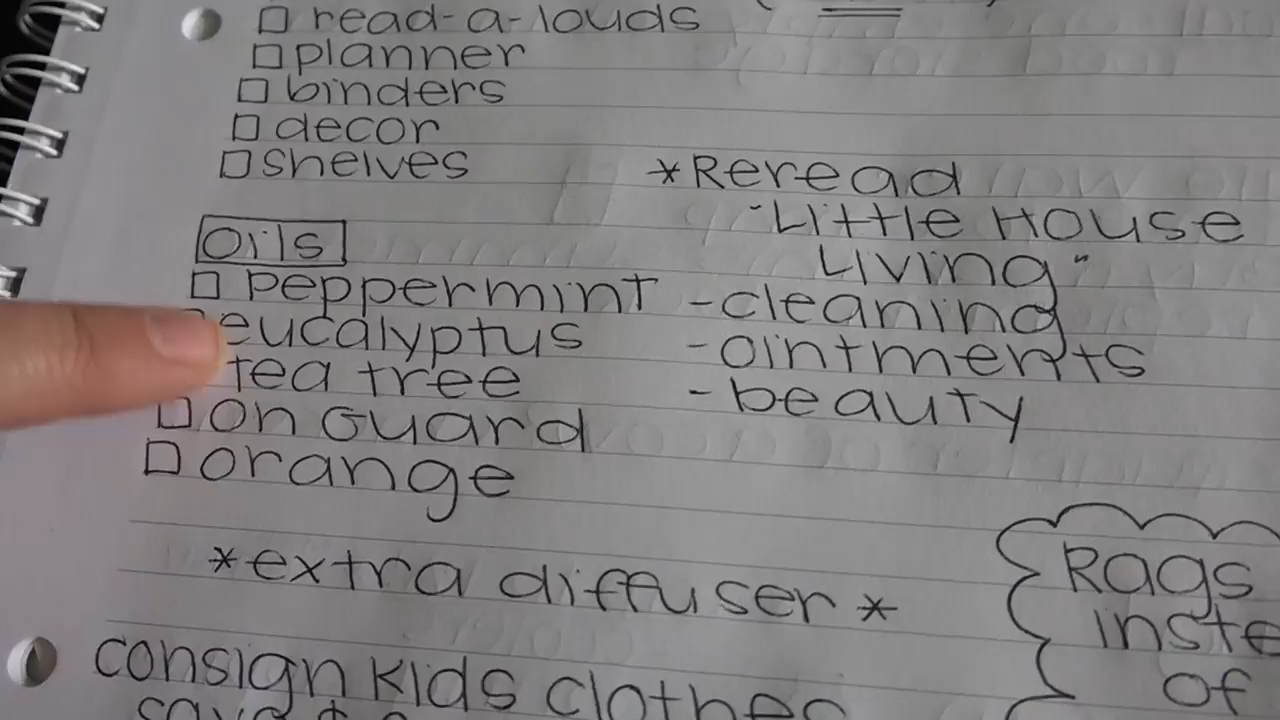 read-a-louds
planner
binders
decor
shelves
Oils
peppermint
eucalyptus
tea tree
on Guard
orange
*extra diffuser*
consign kids clothes
*Reread
"Little House
Living"
-cleaning
-ointments
-beauty
Rags
inste
of